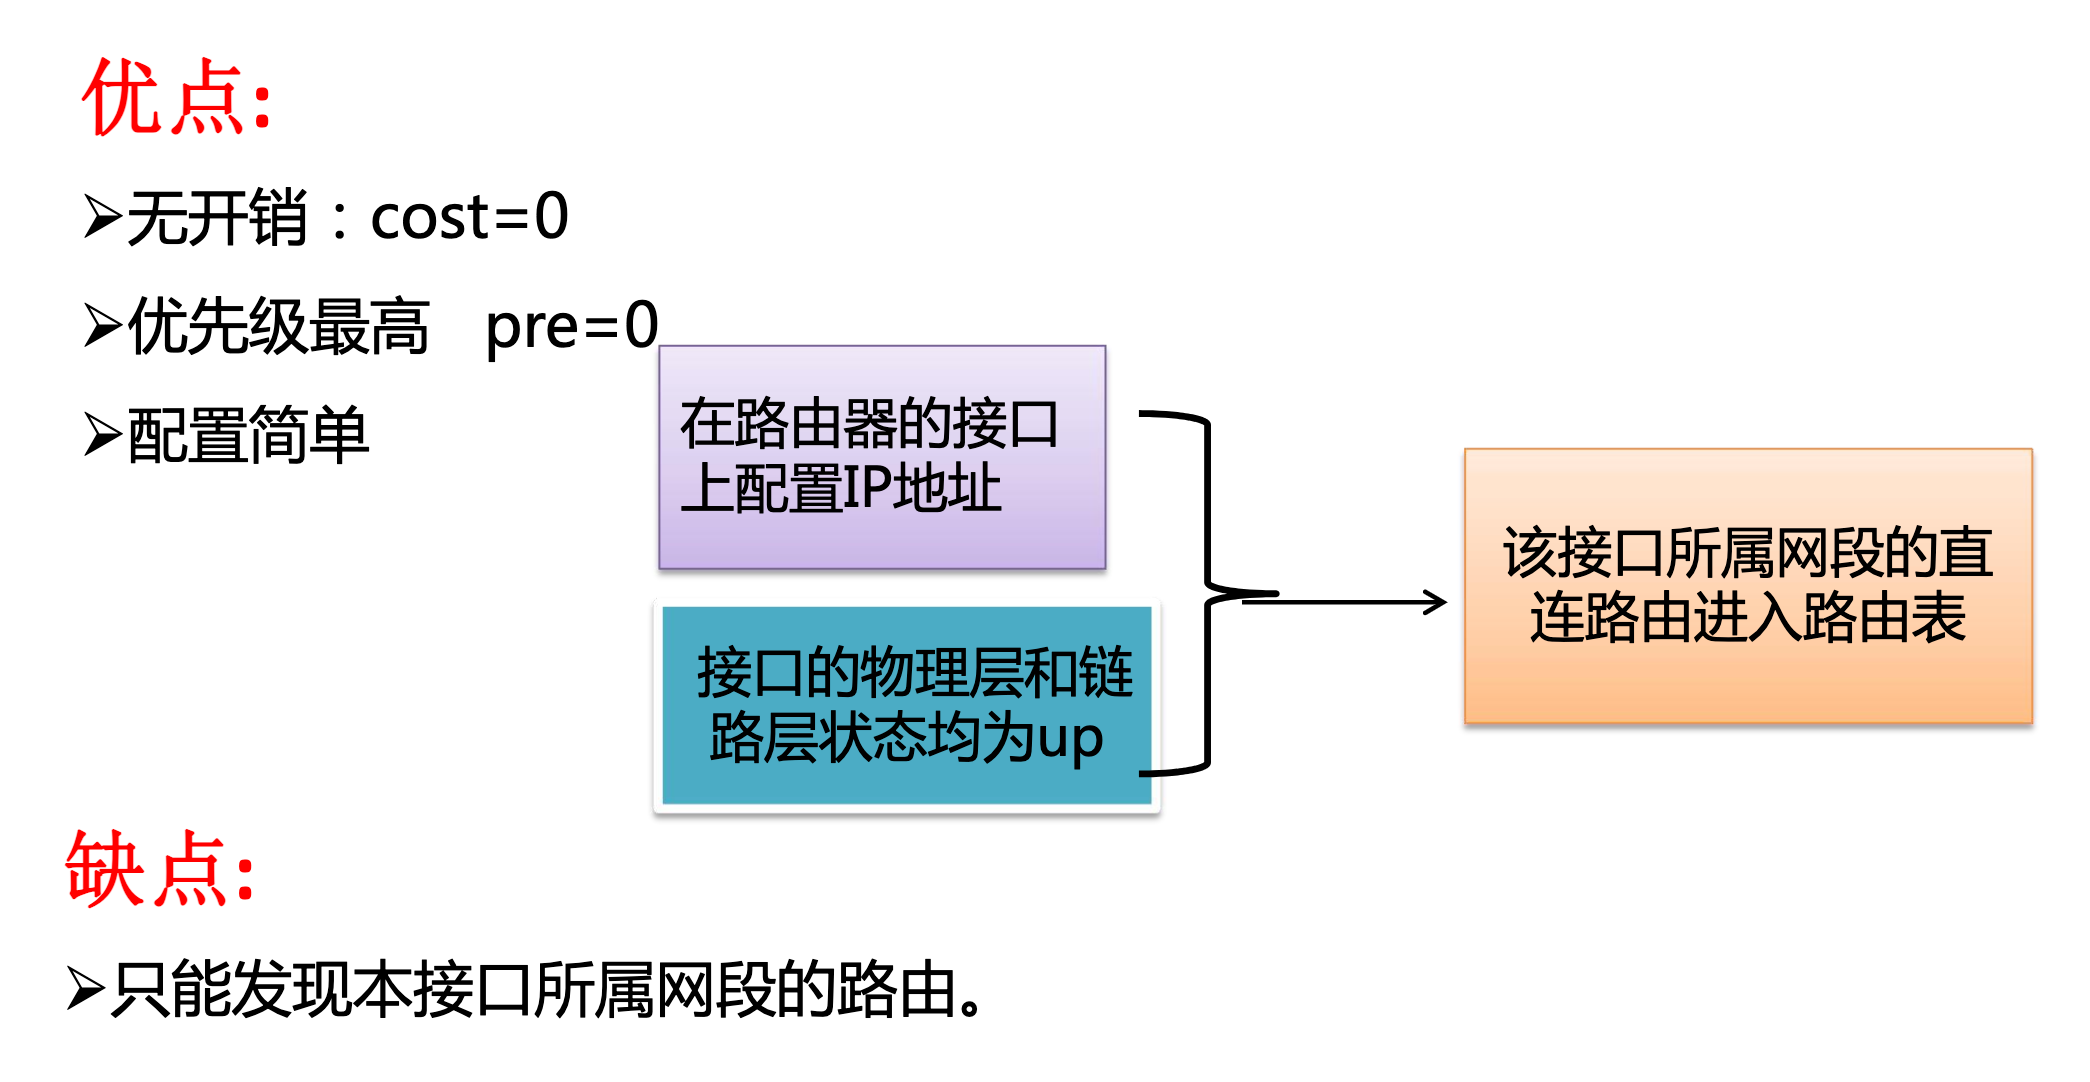 优点:
➢无开销：cost=0
➢优先级最高 pre=0
➢配置简单
在路由器的接口
上配置IP地址
接口的物理层和链
路层状态均为up
该接口所属网段的直
连路由进入路由表
缺点:
➢只能发现本接口所属网段的路由。